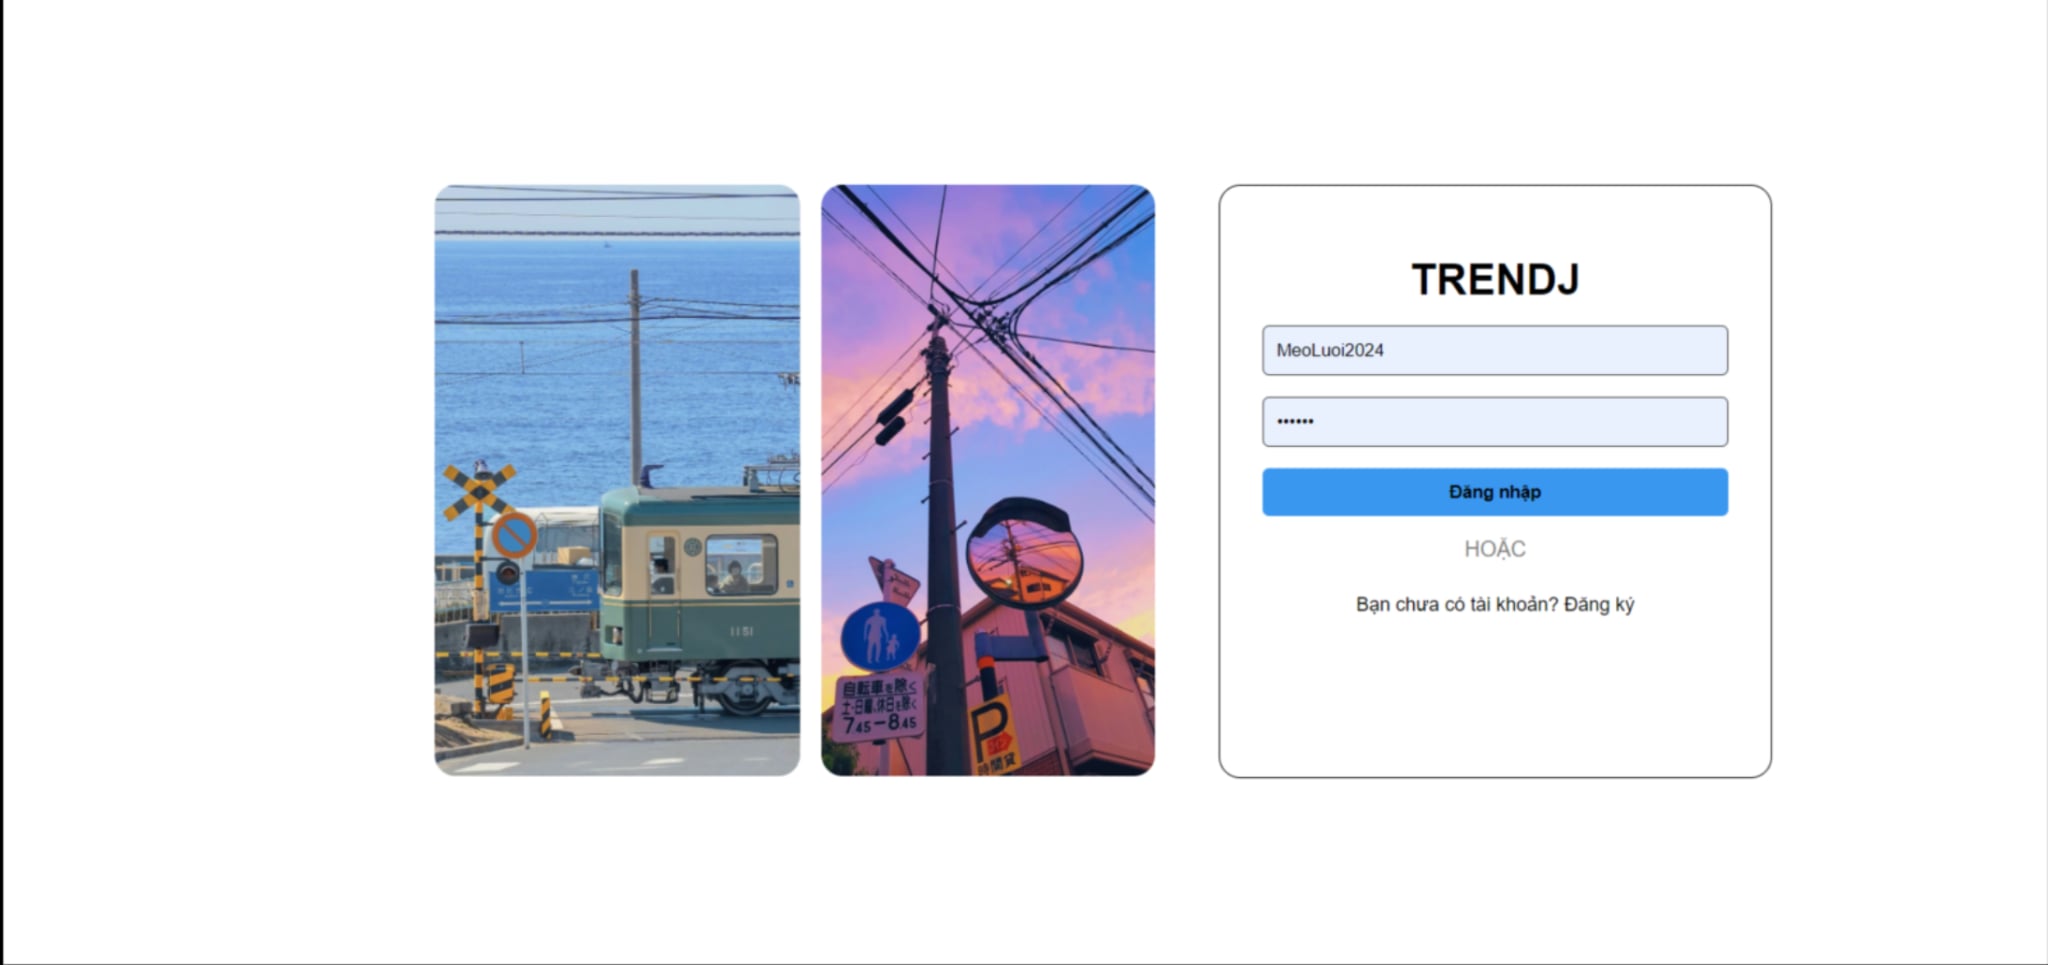 1151
自転車を除く
土·日曜、休日を除く
7.45-8.45
P
時間貸
TRENDJ
MeoLuoi2024
••••••
Đăng nhập
HOẶC
Bạn chưa có tài khoản? Đăng ký